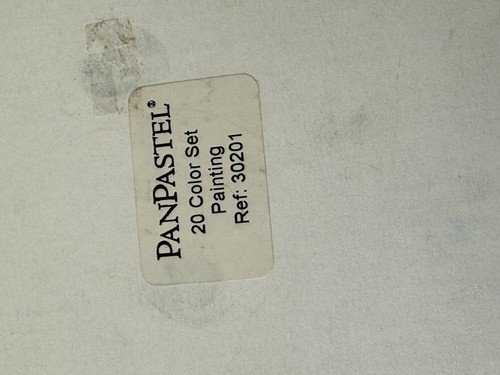 PANPASTEL®
20 Color Set
Painting
Ref: 30201